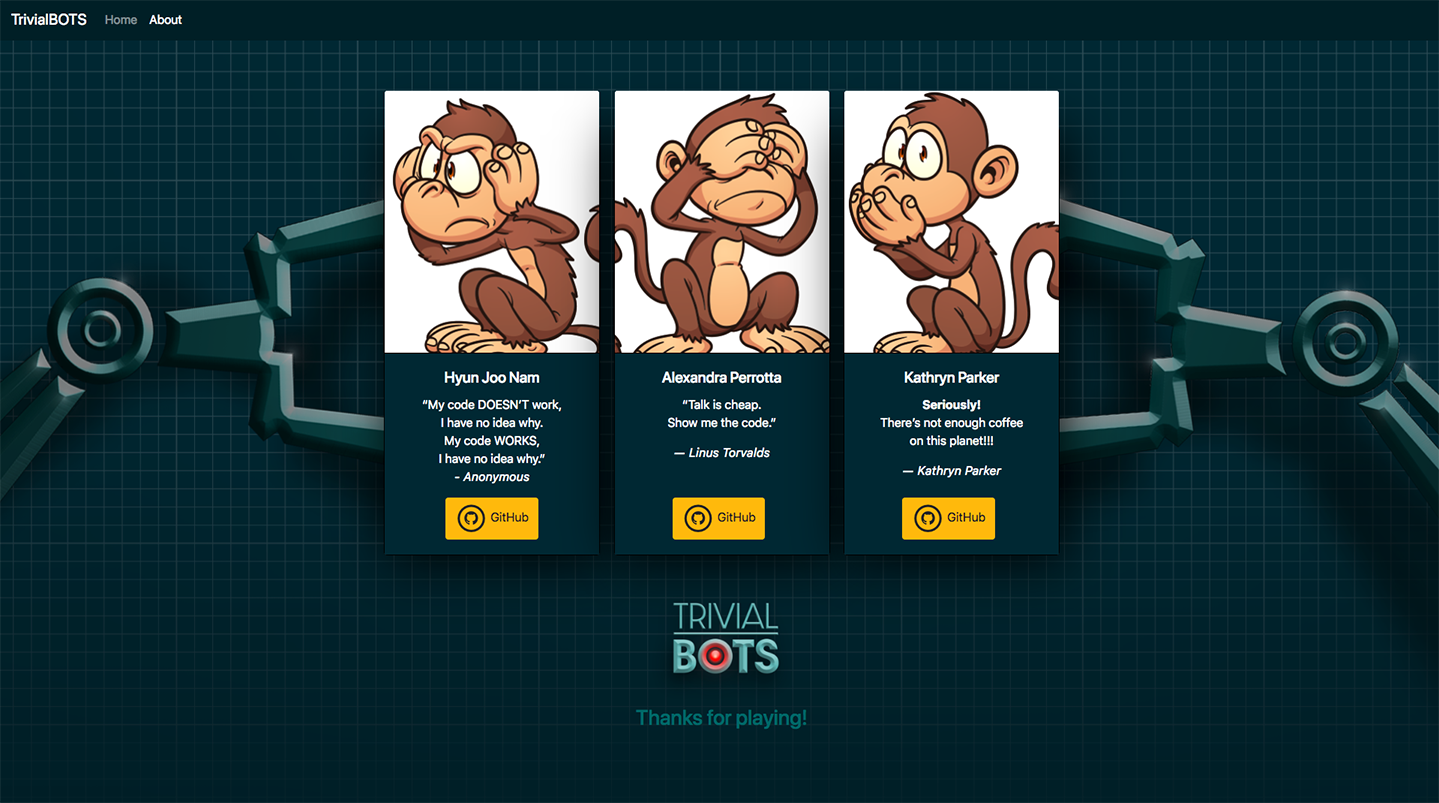 TrivialBOTS Home About
Hyun Joo Nam
“My code DOESN’T work,
I have no idea why.
My code WORKS,
I have no idea why.”
- Anonymous
GitHub
Alexandra Perrotta
“Talk is cheap.
Show me the code.”
— Linus Torvalds
GitHub
Kathryn Parker
Seriously!
There’s not enough coffee
on this planet!!!
— Kathryn Parker
GitHub
TRIVIAL
BOTS
Thanks for playing!